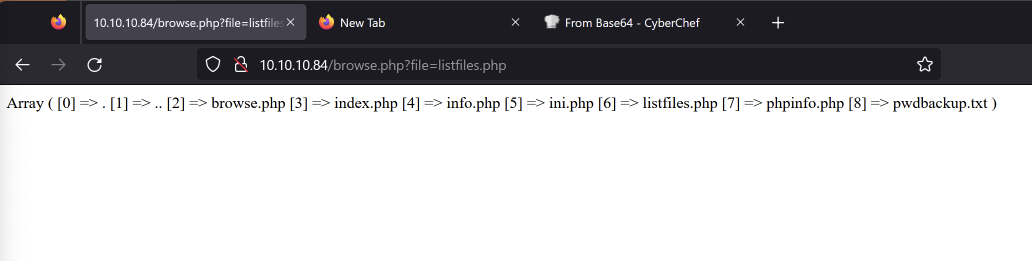 10.10.10.84/browse.php?file=listfiles
New Tab
From Base64 - CyberChef
10.10.10.84/browse.php?file=listfiles.php
Array ( [0] => . [1] => .. [2] => browse.php [3] => index.php [4] => info.php [5] => ini.php [6] => listfiles.php [7] => phpinfo.php [8] => pwdbackup.txt )